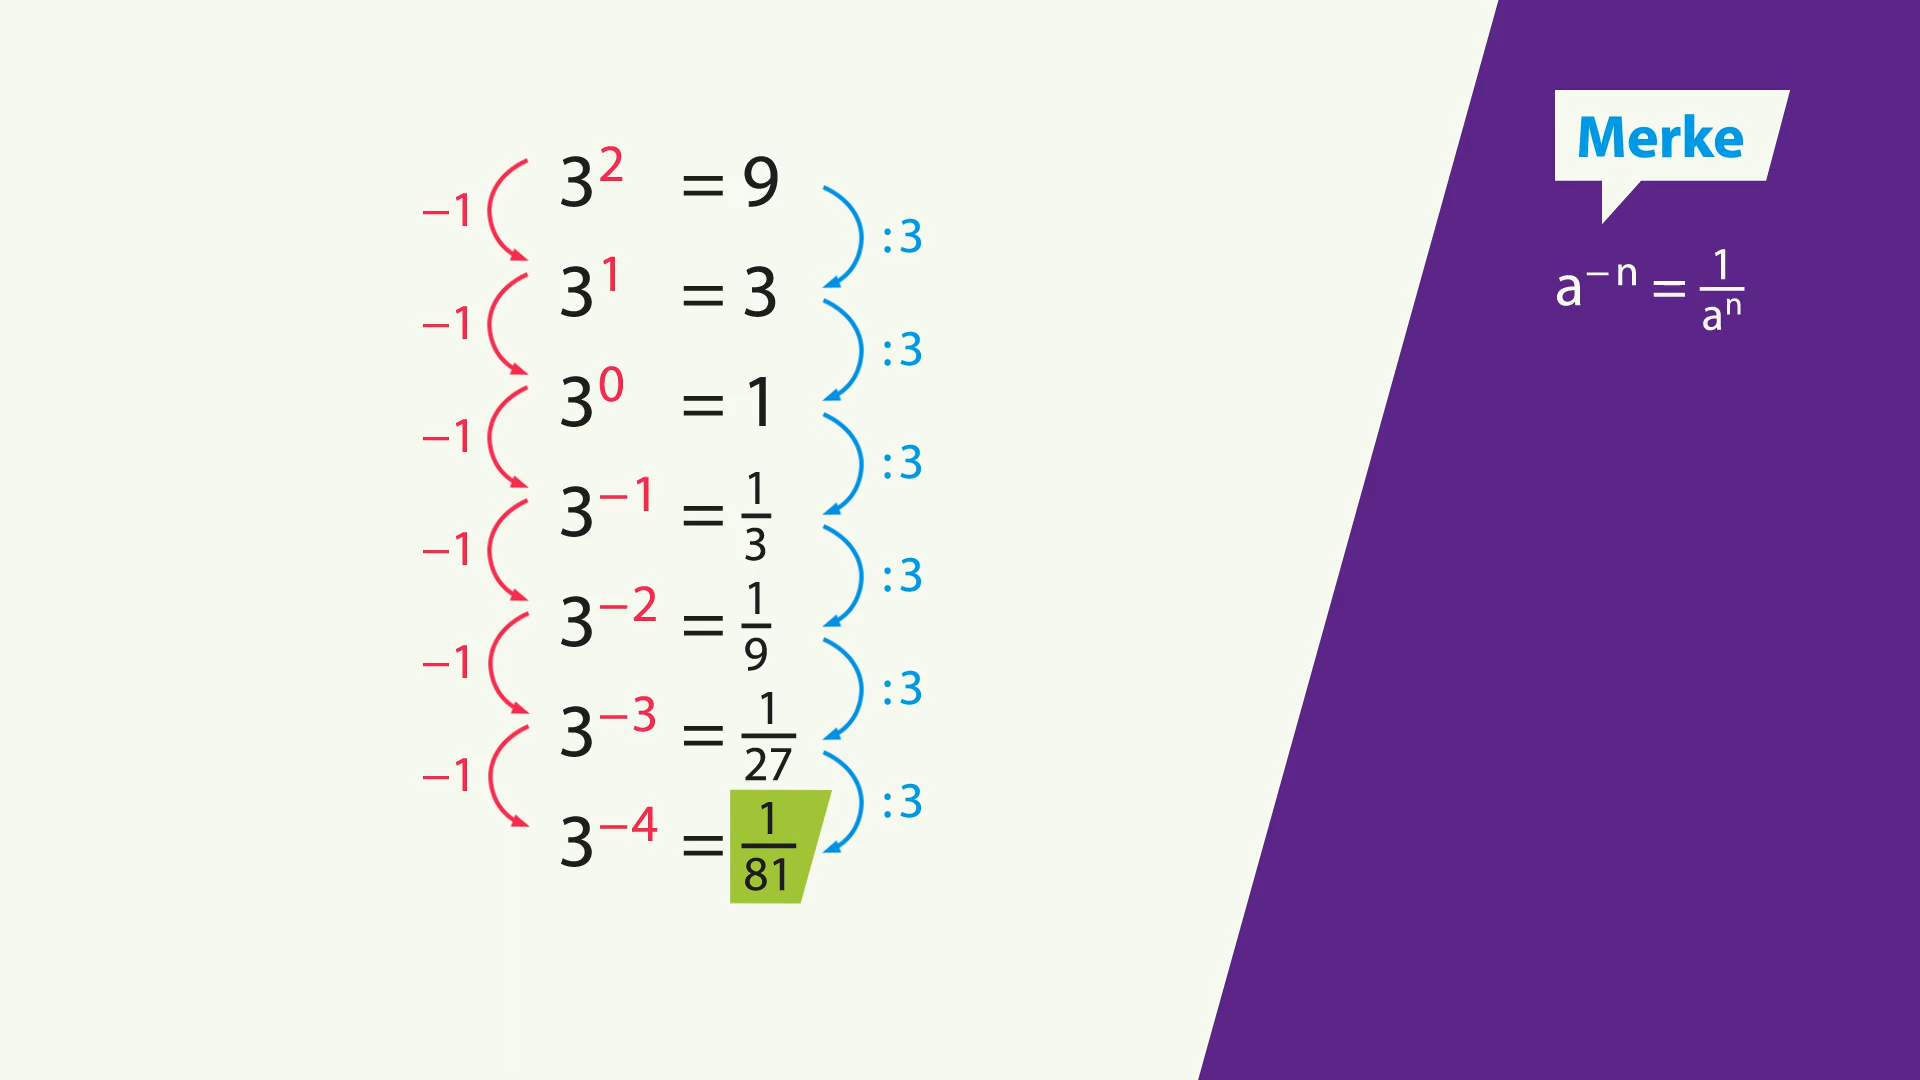 3² = 9
−1 :3
3¹ = 3
−1 :3
3⁰ = 1
−1 :3
3⁻¹ = 1/3
−1 :3
3⁻² = 1/9
−1 :3
3⁻³ = 1/27
−1 :3
3⁻⁴ = 1/81
Merke
a⁻ⁿ = 1/aⁿ